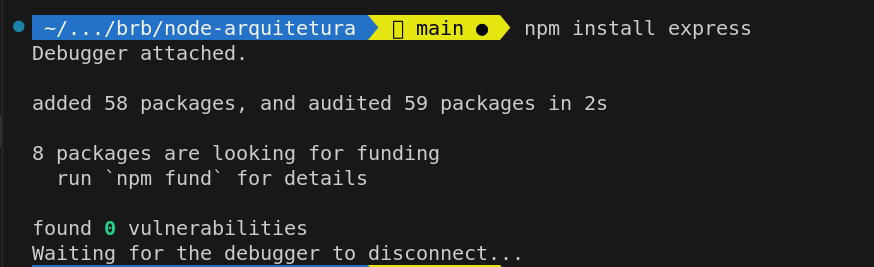 ~/.../brb/node-arquitetura main ● npm install express
Debugger attached.
added 58 packages, and audited 59 packages in 2s
8 packages are looking for funding
run `npm fund` for details
found 0 vulnerabilities
Waiting for the debugger to disconnect...